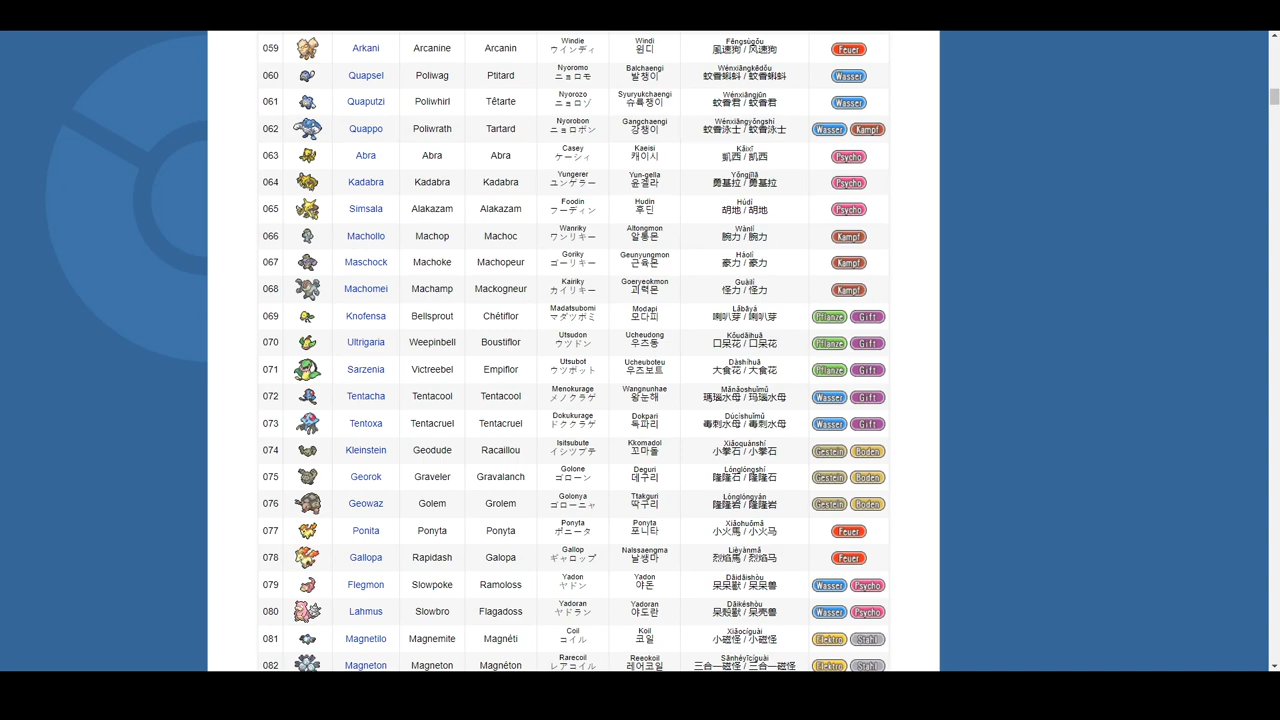 Windie Windi Fēngsùgǒu
059 Arkani Arcanine Arcanin ウインディ 윈디 風速狗 / 风速狗 Feuer
Nyoromo Balchaengi Wénxiāngkēdǒu
060 Quapsel Poliwag Ptitard ニョロモ 발챙이 蚊香蝌蚪 / 蚊香蝌蚪 Wasser
Nyorozo Syuryukchaengi Wénxiāngjūn
061 Quaputzi Poliwhirl Têtarte ニョロゾ 슈륙챙이 蚊香君 / 蚊香君 Wasser
Nyorobon Gangchaengi Wénxiāngyǒngshì
062 Quappo Poliwrath Tartard ニョロボン 강챙이 蚊香泳士 / 蚊香泳士 Wasser Kampf
Casey Kaeisi Kǎixī
063 Abra Abra Abra ケーシィ 캐이시 凱西 / 凯西 Psycho
Yungerer Yun-gella Yǒngjīlā
064 Kadabra Kadabra Kadabra ユンゲラー 윤겔라 勇基拉 / 勇基拉 Psycho
Foodin Hudin Húdì
065 Simsala Alakazam Alakazam フーディン 후딘 胡地 / 胡地 Psycho
Wanriky Altongmon Wànlì
066 Machollo Machop Machoc ワンリキー 알통몬 腕力 / 腕力 Kampf
Goriky Geunyungmon Háolì
067 Maschock Machoke Machopeur ゴーリキー 근육몬 豪力 / 豪力 Kampf
Kairiky Goeryeokmon Guàilì
068 Machomei Machamp Mackogneur カイリキー 괴력몬 怪力 / 怪力 Kampf
Madatsubomi Modapi Lǎbāyá
069 Knofensa Bellsprout Chétiflor マダツボミ 모다피 喇叭芽 / 喇叭芽 Pflanze Gift
Utsudon Ucheudong Kǒudāihuā
070 Ultrigaria Weepinbell Boustiflor ウツドン 우츠동 口呆花 / 口呆花 Pflanze Gift
Utsubot Ucheuboteu Dàshíhuā
071 Sarzenia Victreebel Empiflor ウツボット 우츠보트 大食花 / 大食花 Pflanze Gift
Menokurage Wangnunhae Mǎnǎoshuǐmǔ
072 Tentacha Tentacool Tentacool メノクラゲ 왕눈해 瑪瑙水母 / 玛瑙水母 Wasser Gift
Dokukurage Dokpari Dúcìshuǐmǔ
073 Tentoxa Tentacruel Tentacruel ドククラゲ 독파리 毒刺水母 / 毒刺水母 Wasser Gift
Isitsubute Kkomadol Xiǎoquánshí
074 Kleinstein Geodude Racaillou イシツブテ 꼬마돌 小拳石 / 小拳石 Gestein Boden
Golone Deguri Lónglóngshí
075 Georok Graveler Gravalanch ゴローン 데구리 隆隆石 / 隆隆石 Gestein Boden
Golonya Ttakguri Lónglóngyán
076 Geowaz Golem Grolem ゴローニャ 딱구리 隆隆岩 / 隆隆岩 Gestein Boden
Ponyta Ponyta Xiǎohuǒmǎ
077 Ponita Ponyta Ponyta ポニータ 포니타 小火馬 / 小火马 Feuer
Gallop Nalssaengma Lièyànmǎ
078 Gallopa Rapidash Galopa ギャロップ 날쌩마 烈焰馬 / 烈焰马 Feuer
Yadon Yadon Dāidāishòu
079 Flegmon Slowpoke Ramoloss ヤドン 야돈 呆呆獸 / 呆呆兽 Wasser Psycho
Yadoran Yadoran Dāikéshòu
080 Lahmus Slowbro Flagadoss ヤドラン 야도란 呆殼獸 / 呆壳兽 Wasser Psycho
Coil Koil Xiǎocíguài
081 Magnetilo Magnemite Magnéti コイル 코일 小磁怪 / 小磁怪 Elektro Stahl
Rarecoil Reeokoil Sānhéyīcíguài
082 Magneton Magneton Magnéton レアコイル 레어코일 三合一磁怪 / 三合一磁怪 Elektro Stahl